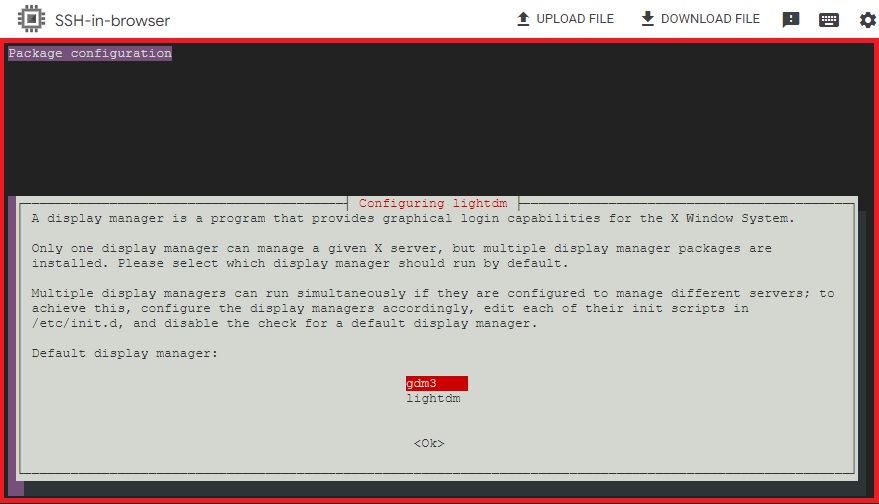 SSH-in-browser
UPLOAD FILE
DOWNLOAD FILE
Package configuration
Configuring lightdm
A display manager is a program that provides graphical login capabilities for the X Window System.
Only one display manager can manage a given X server, but multiple display manager packages are
installed. Please select which display manager should run by default.
Multiple display managers can run simultaneously if they are configured to manage different servers; to
achieve this, configure the display managers accordingly, edit each of their init scripts in
/etc/init.d, and disable the check for a default display manager.
Default display manager:
gdm3
lightdm
<Ok>